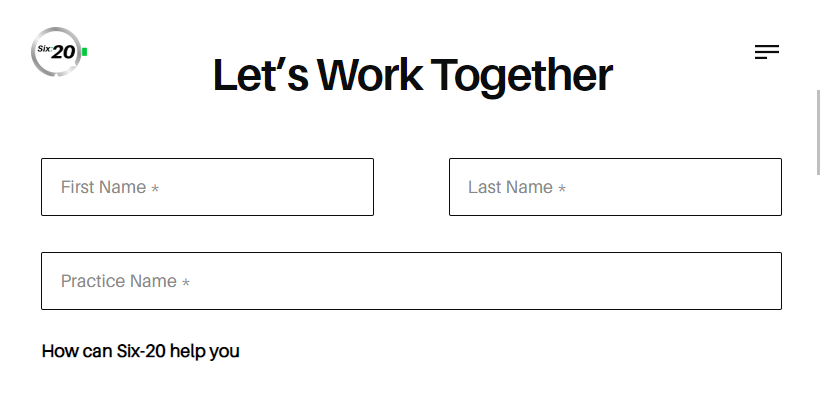 Six:20
Let’s Work Together
First Name *
Last Name *
Practice Name *
How can Six-20 help you